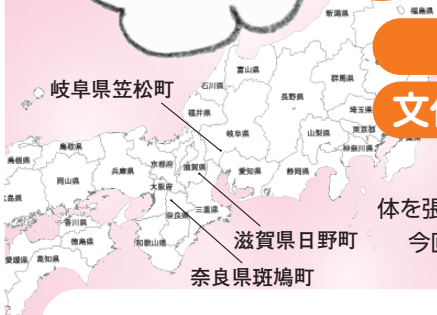 新潟県
福島県
富山県
石川県
群馬県
長野県
岐阜県笠松町
福井県
埼玉県
文
岐阜県
山梨県
東京都
神奈川県
鳥取県
島根県
京都府
滋賀県
愛知県
静岡県
兵庫県
岡山県
大阪府
三重県
奈良県
香川県
徳島県
和歌山県
愛媛県
高知県
体を張
滋賀県日野町
今回
奈良県斑鳩町